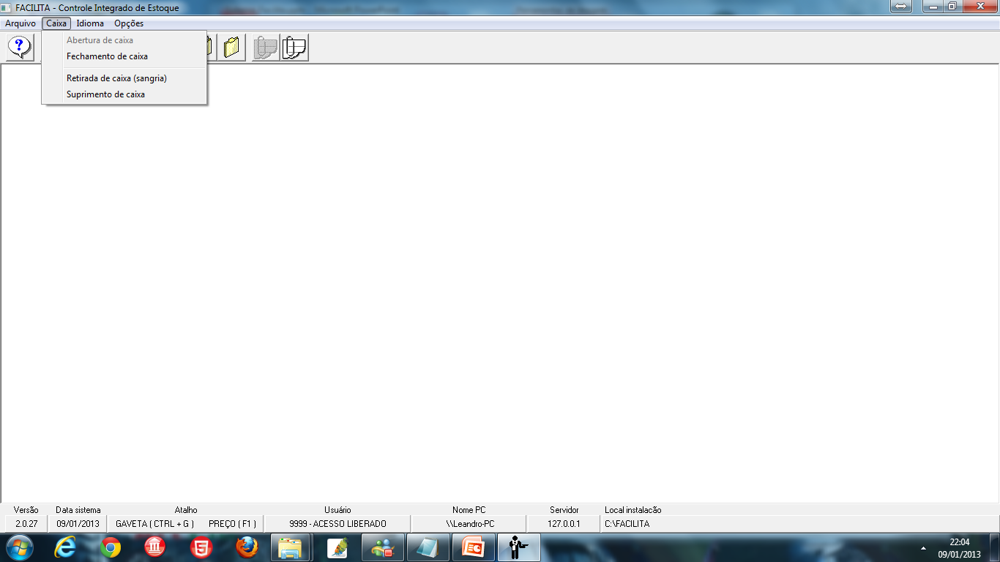 FACILITA - Controle Integrado de Estoque
Arquivo Caixa Idioma Opções
Abertura de caixa
Fechamento de caixa
Retirada de caixa (sangria)
Suprimento de caixa
Versão Data sistema Atalho Usuário Nome PC Servidor Local instalacão
2.0.27 09/01/2013 GAVETA ( CTRL + G ) PREÇO ( F1 ) 9999 - ACESSO LIBERADO \\Leandro-PC 127.0.0.1 C:\FACILITA
22:04
09/01/2013